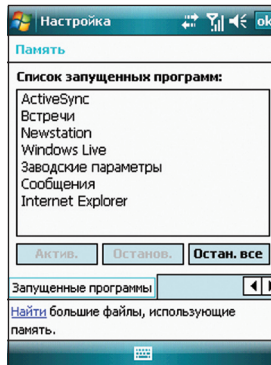 Настройка
ok
Память
Список запущенных программ:
ActiveSync
Встречи
Newstation
Windows Live
Заводские параметры
Сообщения
Internet Explorer
Актив.
Останов.
Остан. все
Запущенные программы
Найти большие файлы, использующие
память.